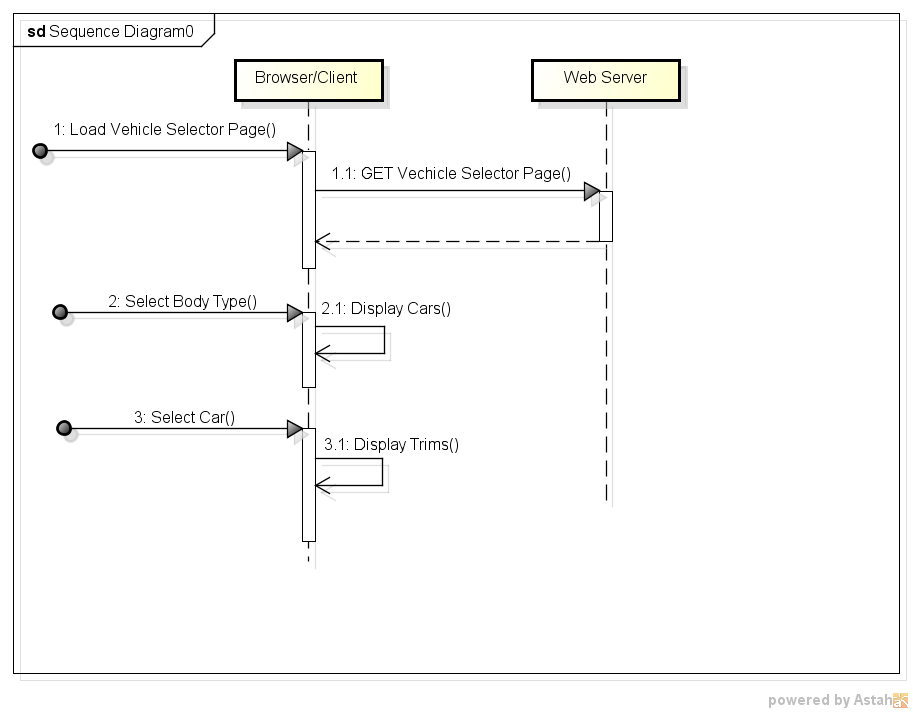 sd Sequence Diagram0
Browser/Client
Web Server
1: Load Vehicle Selector Page()
1.1: GET Vechicle Selector Page()
2: Select Body Type()
2.1: Display Cars()
3: Select Car()
3.1: Display Trims()
powered by Astah